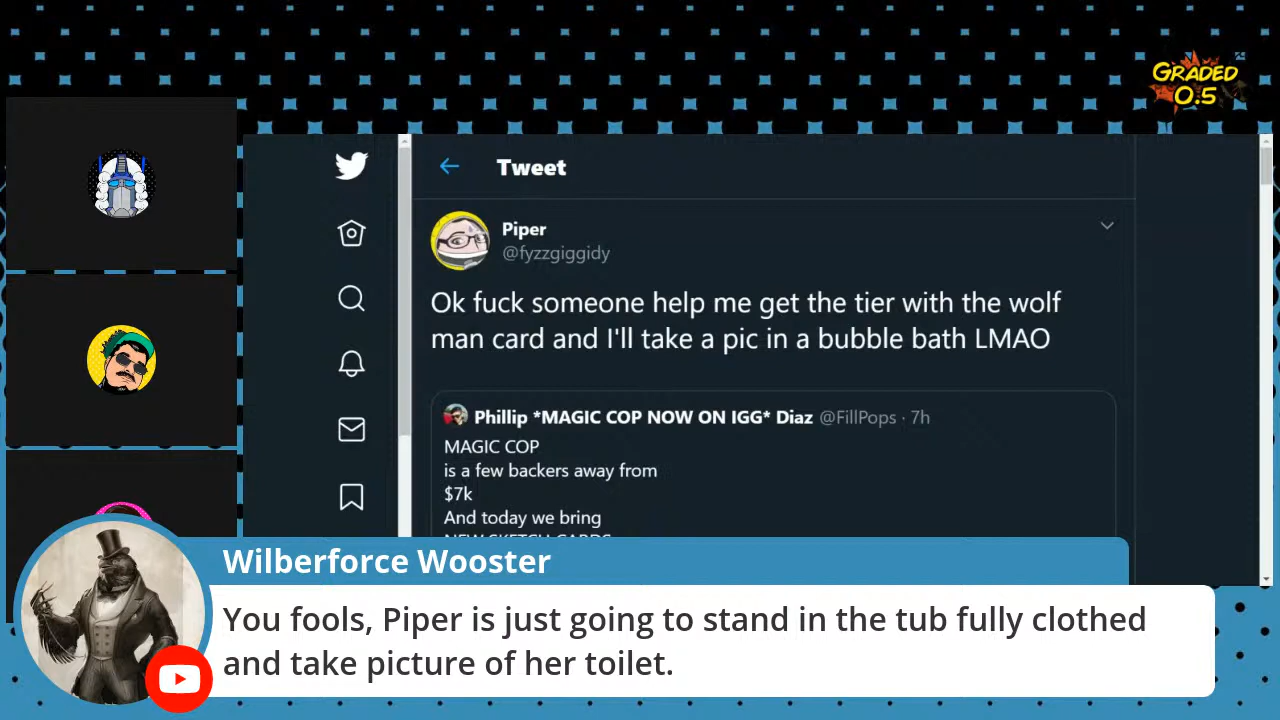 GRADED
0.5
Tweet
Piper
@fyzzgiggidy
Ok fuck someone help me get the tier with the wolf
man card and I'll take a pic in a bubble bath LMAO
Phillip *MAGIC COP NOW ON IGG* Diaz @FillPops · 7h
MAGIC COP
is a few backers away from
$7k
And today we bring
NEW SKETCH CARDS
Wilberforce Wooster
You fools, Piper is just going to stand in the tub fully clothed
and take picture of her toilet.